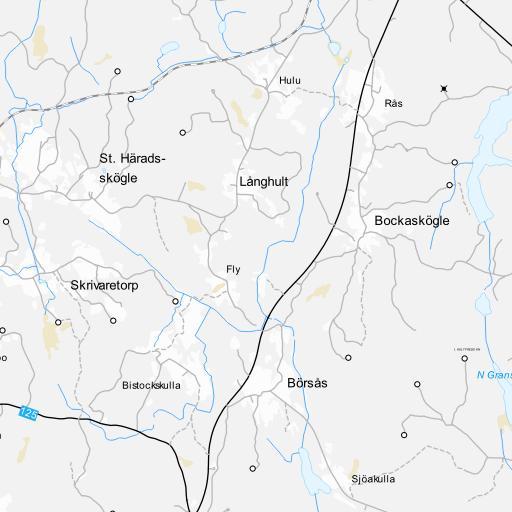 Hulu
Rås
St. Härads-
skögle
Långhult
Bockaskögle
Fly
Skrivaretorp
N Grans
Bistockskulla
Börsås
125
Sjöakulla